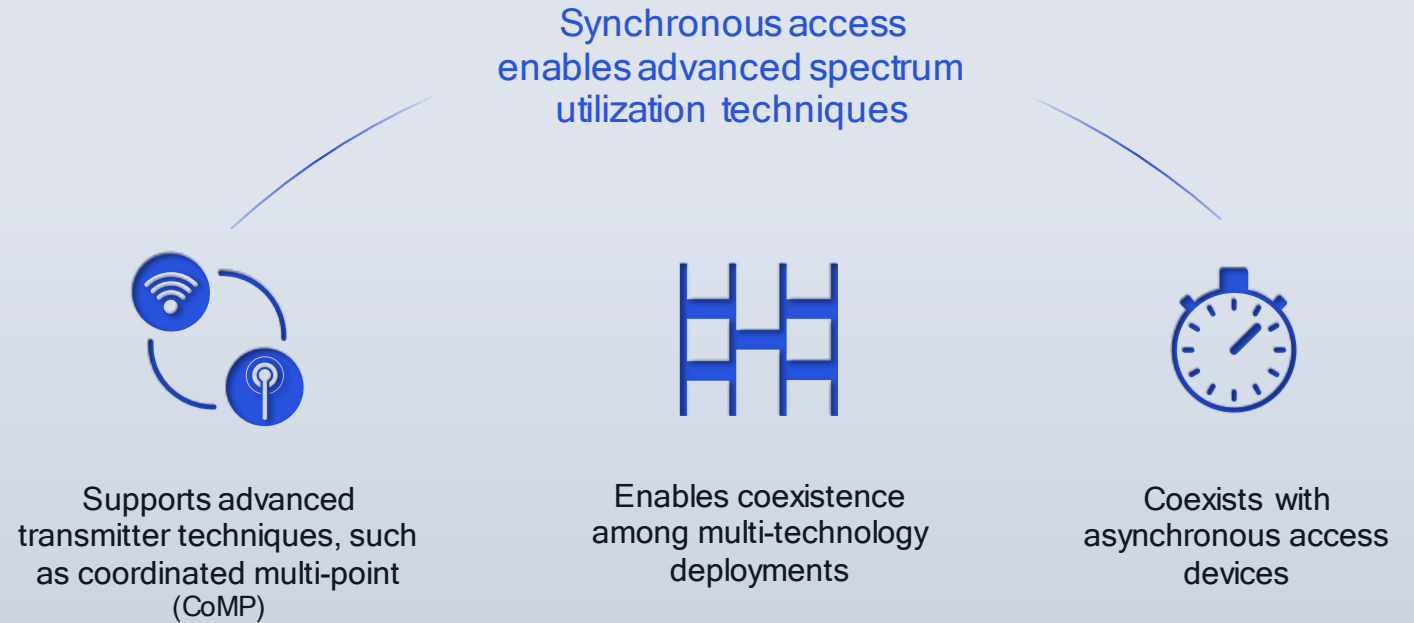 Synchronous access
enables advanced spectrum
utilization techniques
Supports advanced
transmitter techniques, such
as coordinated multi-point
(CoMP)
Enables coexistence
among multi-technology
deployments
Coexists with
asynchronous access
devices